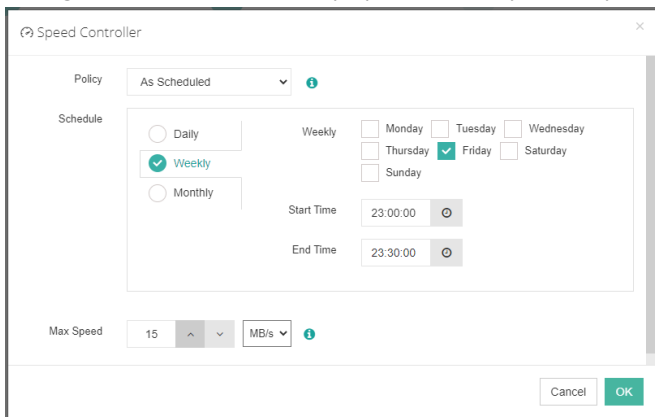 Speed Controller
Policy As Scheduled
Schedule
Daily Weekly Monday Tuesday Wednesday
Weekly Thursday Friday Saturday
Sunday
Monthly
Start Time 23:00:00
End Time 23:30:00
Max Speed 15 MB/s
Cancel OK